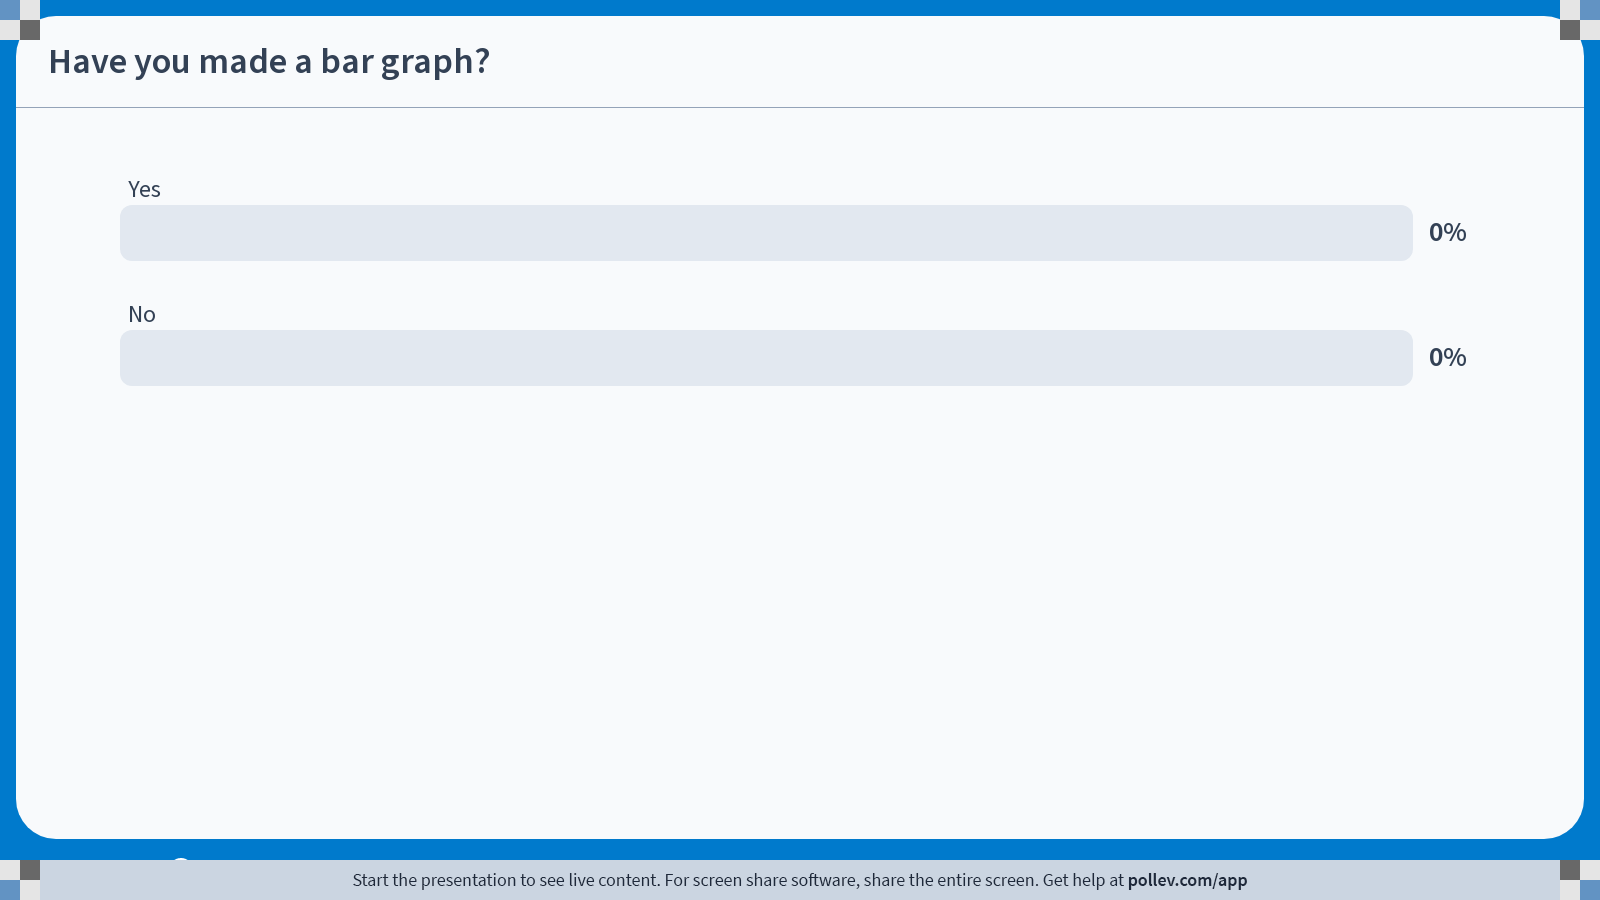 Have you made a bar graph?
Yes
0%
No
0%
Start the presentation to see live content. For screen share software, share the entire screen. Get help at pollev.com/app